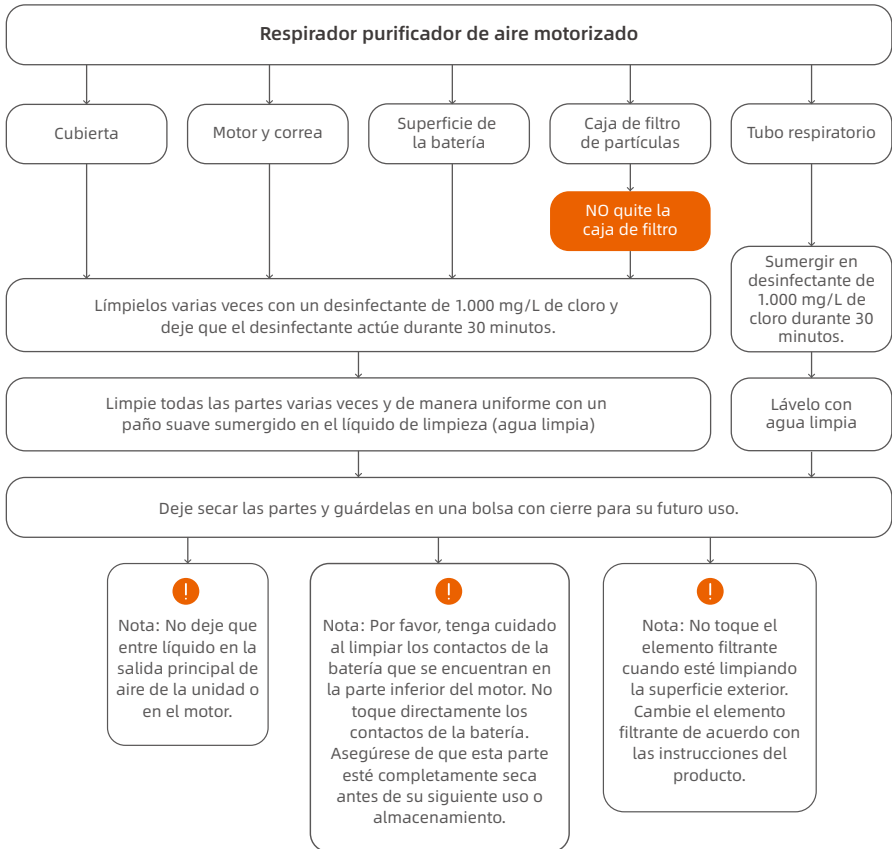 Respirador purificador de aire motorizado
Cubierta
Motor y correa
Superficie de
la batería
Caja de filtro
de partículas
Tubo respiratorio
NO quite la
caja de filtro
Límpielos varias veces con un desinfectante de 1.000 mg/L de cloro y
deje que el desinfectante actúe durante 30 minutos.
Sumergir en
desinfectante de
1.000 mg/L de
cloro durante 30
minutos.
Limpie todas las partes varias veces y de manera uniforme con un
paño suave sumergido en el líquido de limpieza (agua limpia)
Lávelo con
agua limpia
Deje secar las partes y guárdelas en una bolsa con cierre para su futuro uso.
!
Nota: No deje que
entre líquido en la
salida principal de
aire de la unidad o
en el motor.
!
Nota: Por favor, tenga cuidado
al limpiar los contactos de la
batería que se encuentran en
la parte inferior del motor. No
toque directamente los
contactos de la batería.
Asegúrese de que esta parte
esté completamente seca
antes de su siguiente uso o
almacenamiento.
!
Nota: No toque el
elemento filtrante
cuando esté limpiando
la superficie exterior.
Cambie el elemento
filtrante de acuerdo con
las instrucciones del
producto.